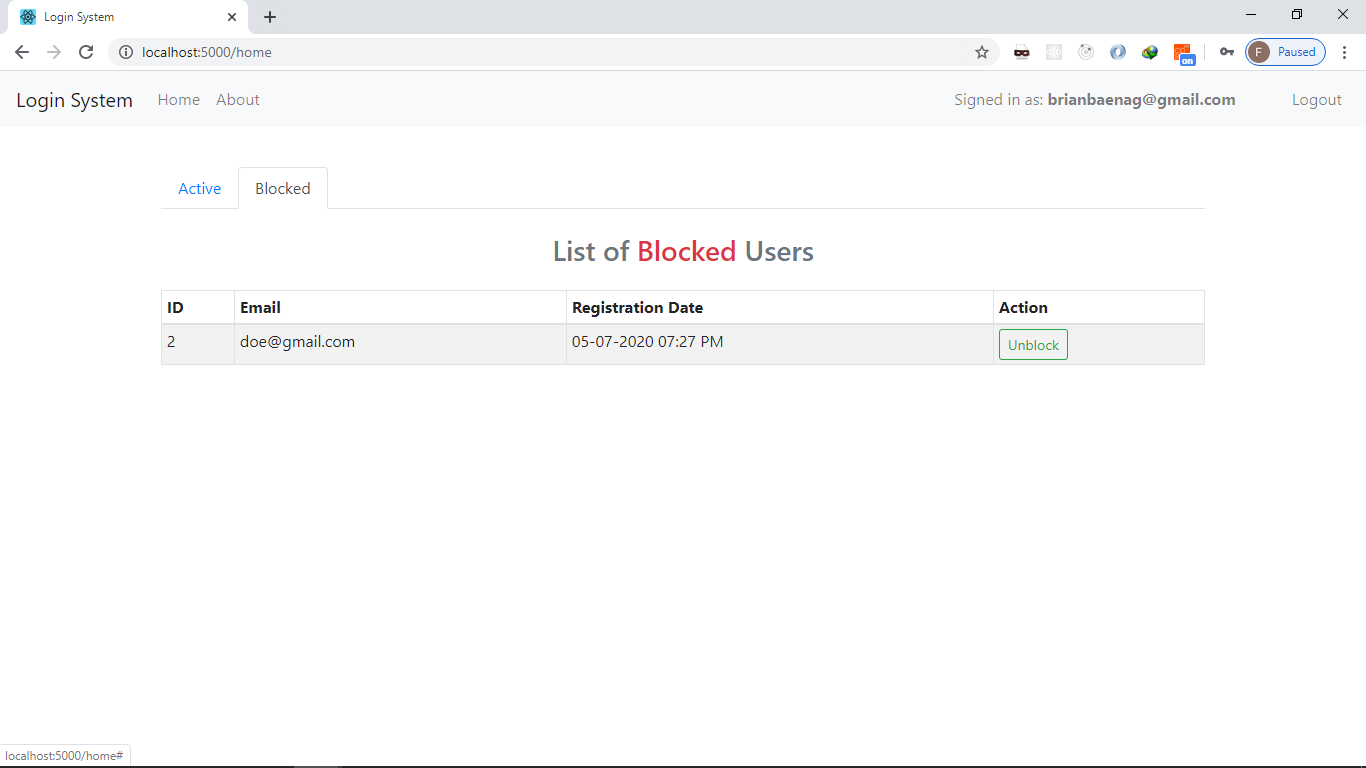 Login System
localhost:5000/home
on
F Paused
Login System Home About Signed in as: brianbaenag@gmail.com Logout
Active Blocked
List of Blocked Users
ID Email Registration Date Action
2 doe@gmail.com 05-07-2020 07:27 PM Unblock
localhost:5000/home#